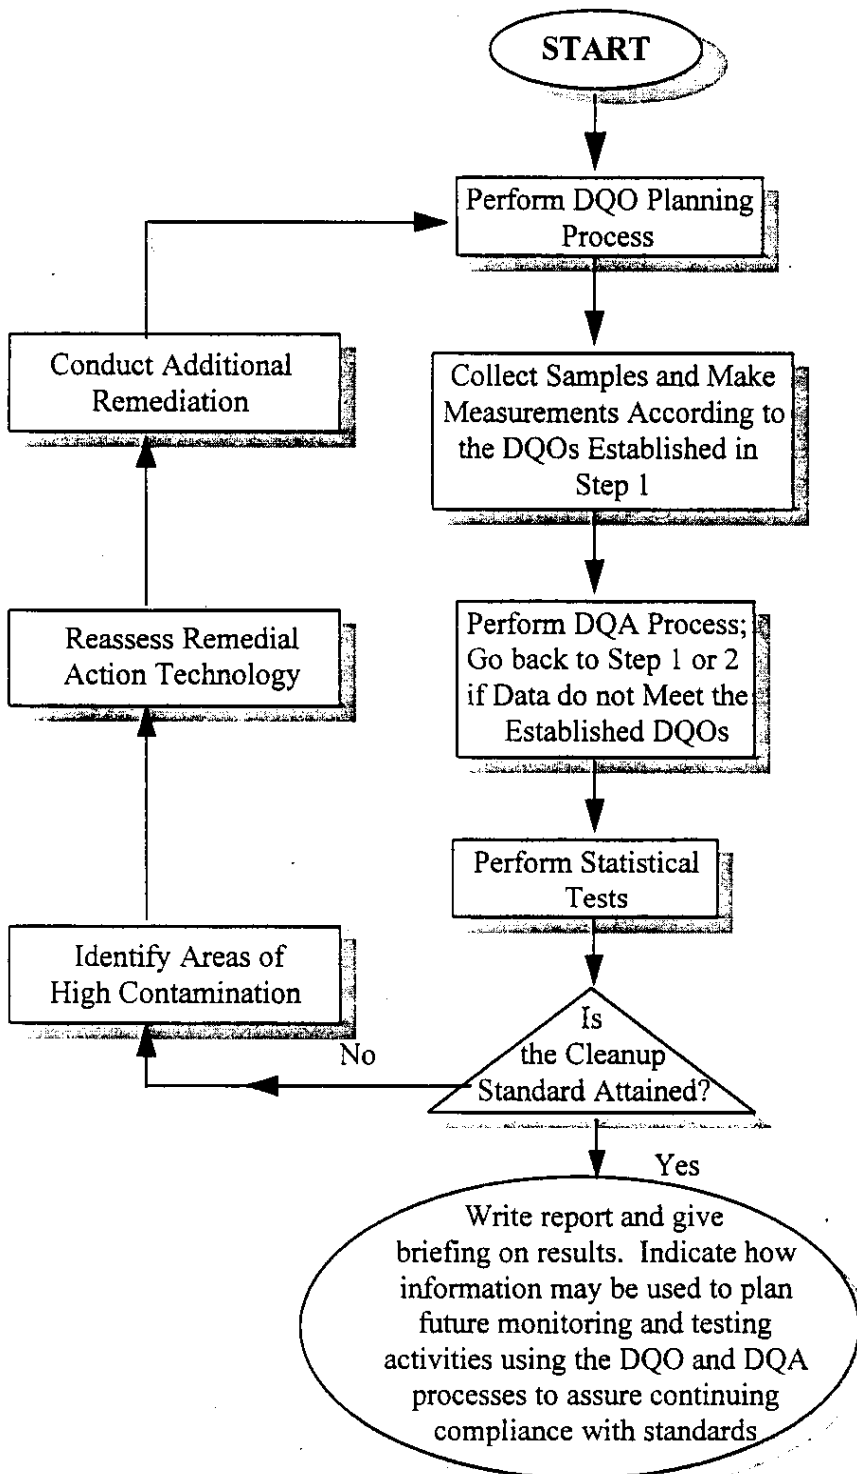 START
Perform DQO Planning
Process
Collect Samples and Make
Measurements According to
the DQOs Established in
Step 1
Perform DQA Process;
Go back to Step 1 or 2
if Data do not Meet the
Established DQOs
Perform Statistical
Tests
Is
the Cleanup
Standard Attained?
No
Identify Areas of
High Contamination
Reassess Remedial
Action Technology
Conduct Additional
Remediation
Yes
Write report and give
briefing on results. Indicate how
information may be used to plan
future monitoring and testing
activities using the DQO and DQA
processes to assure continuing
compliance with standards